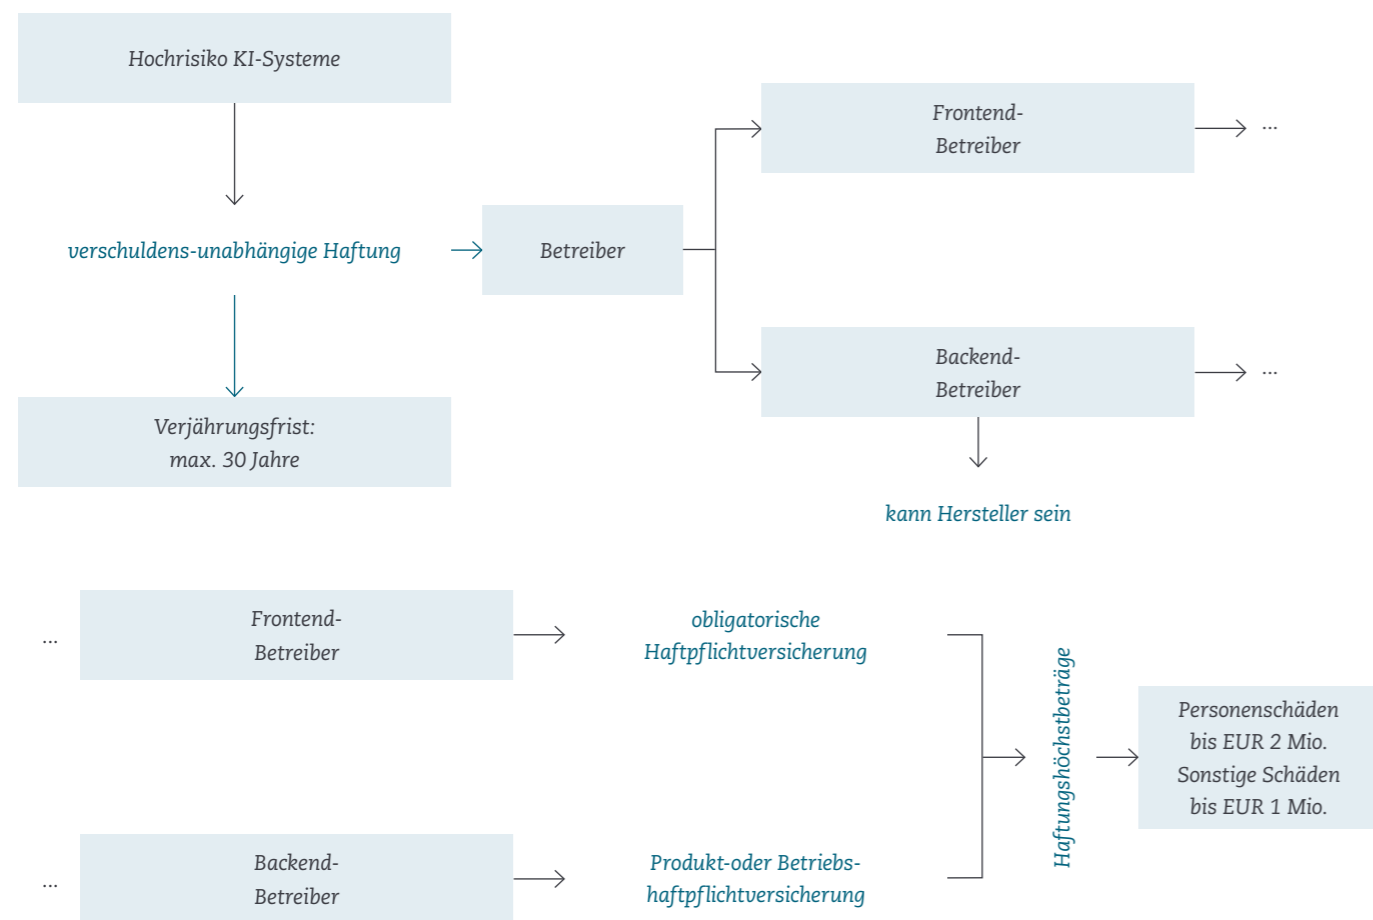 Hochrisiko KI-Systeme
verschuldens-unabhängige Haftung
Verjährungsfrist:
max. 30 Jahre
Betreiber
Frontend-
Betreiber
...
Backend-
Betreiber
...
kann Hersteller sein
...
Frontend-
Betreiber
obligatorische
Haftpflichtversicherung
...
Backend-
Betreiber
Produkt-oder Betriebs-
haftpflichtversicherung
Haftungshöchstbeträge
Personenschäden
bis EUR 2 Mio.
Sonstige Schäden
bis EUR 1 Mio.